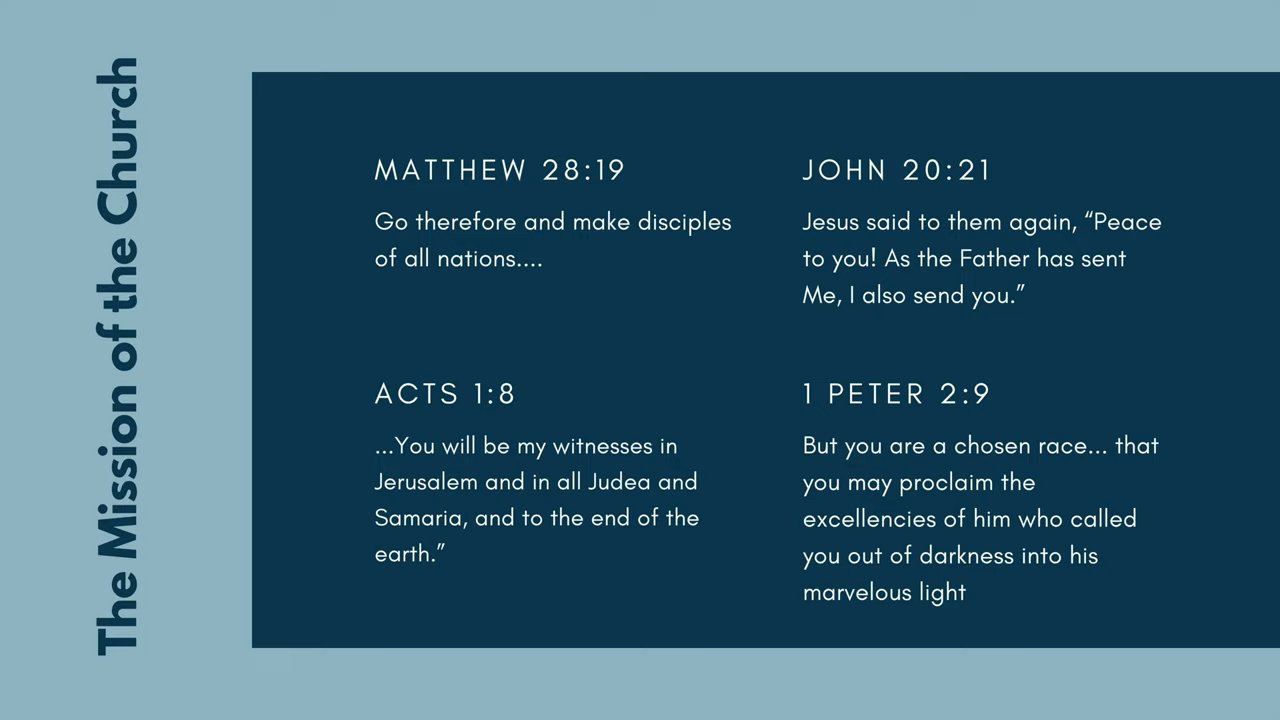 The Mission of the Church
MATTHEW 28:19
Go therefore and make disciples
of all nations....
JOHN 20:21
Jesus said to them again, “Peace
to you! As the Father has sent
Me, I also send you.”
ACTS 1:8
...You will be my witnesses in
Jerusalem and in all Judea and
Samaria, and to the end of the
earth.”
1 PETER 2:9
But you are a chosen race... that
you may proclaim the
excellencies of him who called
you out of darkness into his
marvelous light